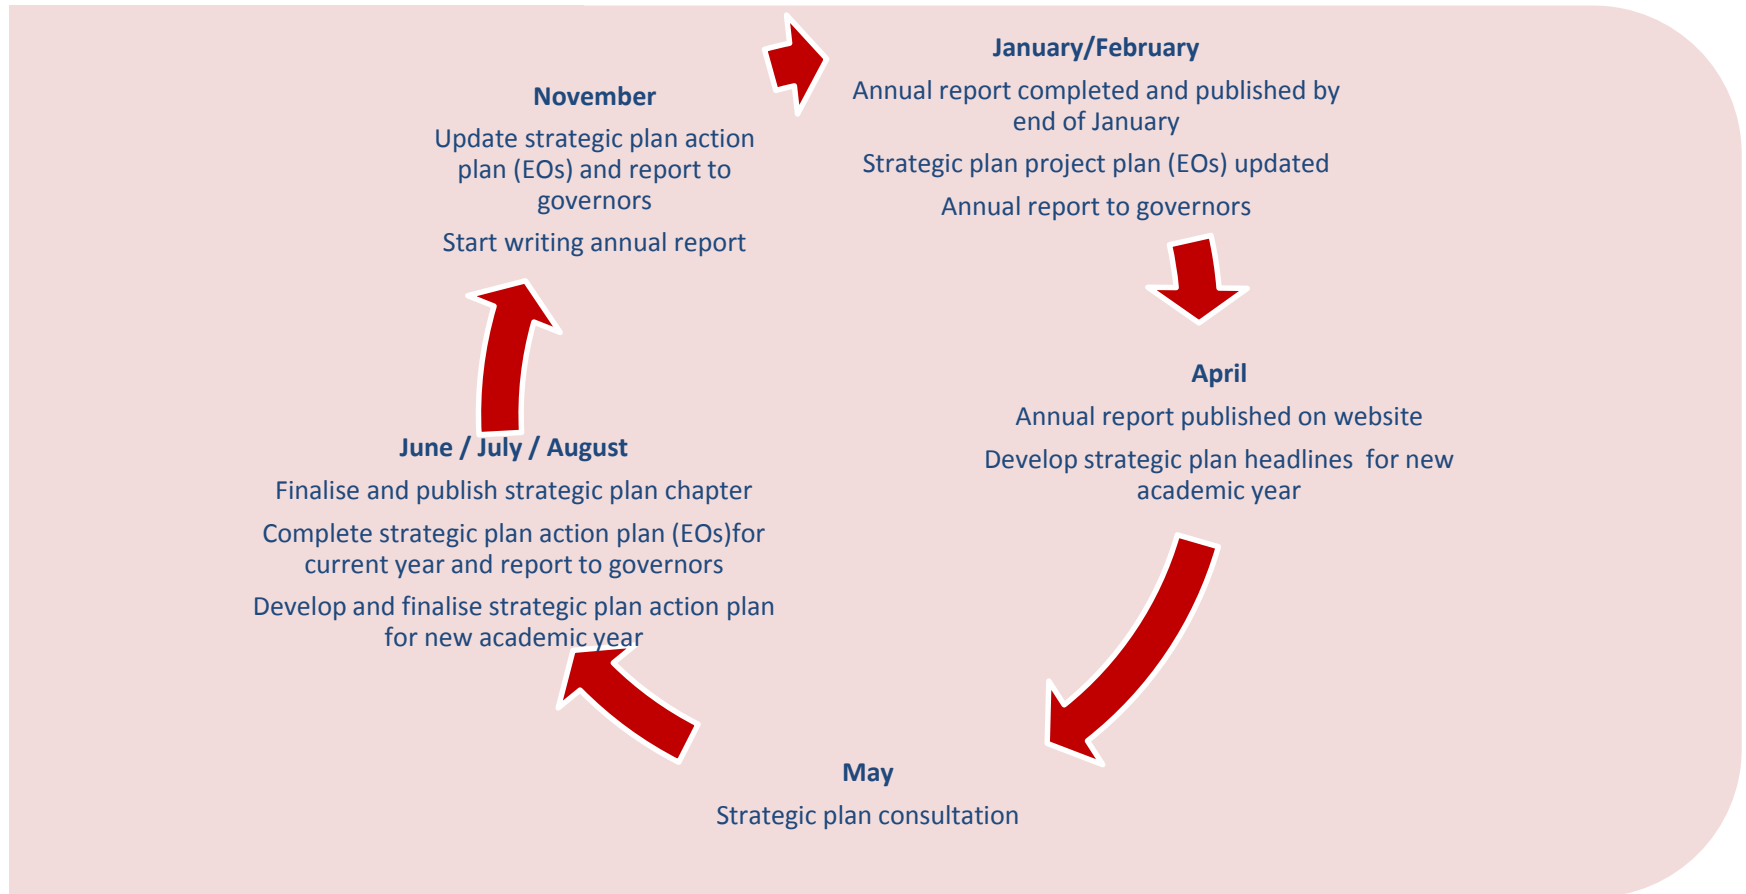 January/February
Annual report completed and published by
end of January
Strategic plan project plan (EOs) updated
Annual report to governors
April
Annual report published on website
Develop strategic plan headlines  for new
academic year
May
Strategic plan consultation
June / July / August
Finalise and publish strategic plan chapter
Complete strategic plan action plan (EOs)for
current year and report to governors
Develop and finalise strategic plan action plan
for new academic year
November
Update strategic plan action
plan (EOs) and report to
governors
Start writing annual report